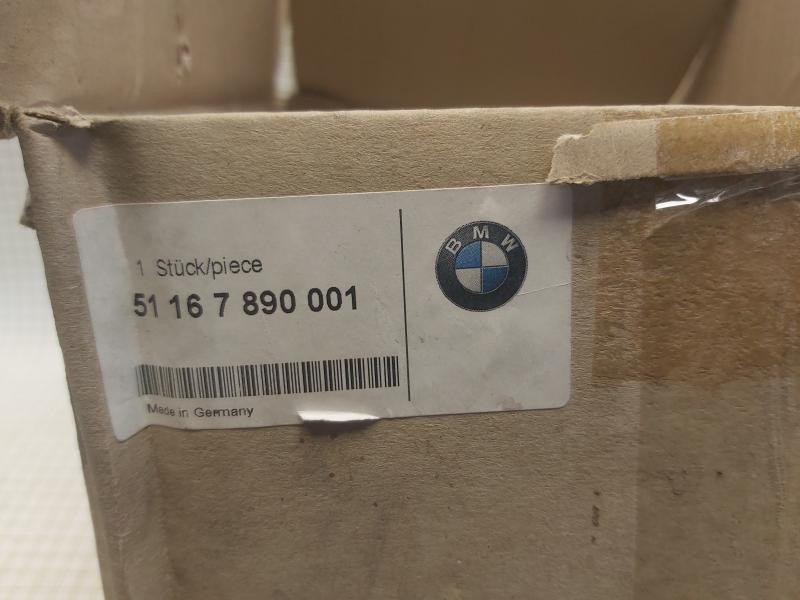 1 Stück/piece
51 16 7 890 001
Made in Germany
BMW